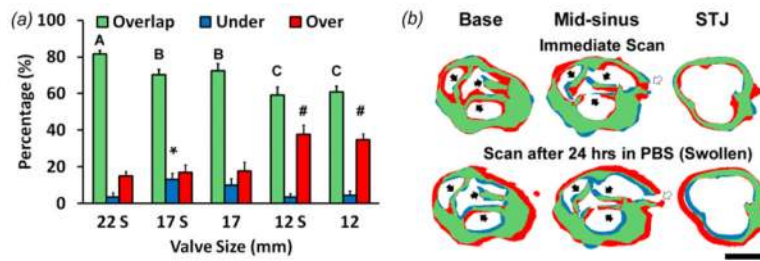 (a)
Overlap Under Over
Percentage (%)
100
80
60
40
20
0
A
B
B
C
C
*
#
#
22 S 17 S 17 12 S 12
Valve Size (mm)
(b)
Base Mid-sinus STJ
Immediate Scan
Scan after 24 hrs in PBS (Swollen)